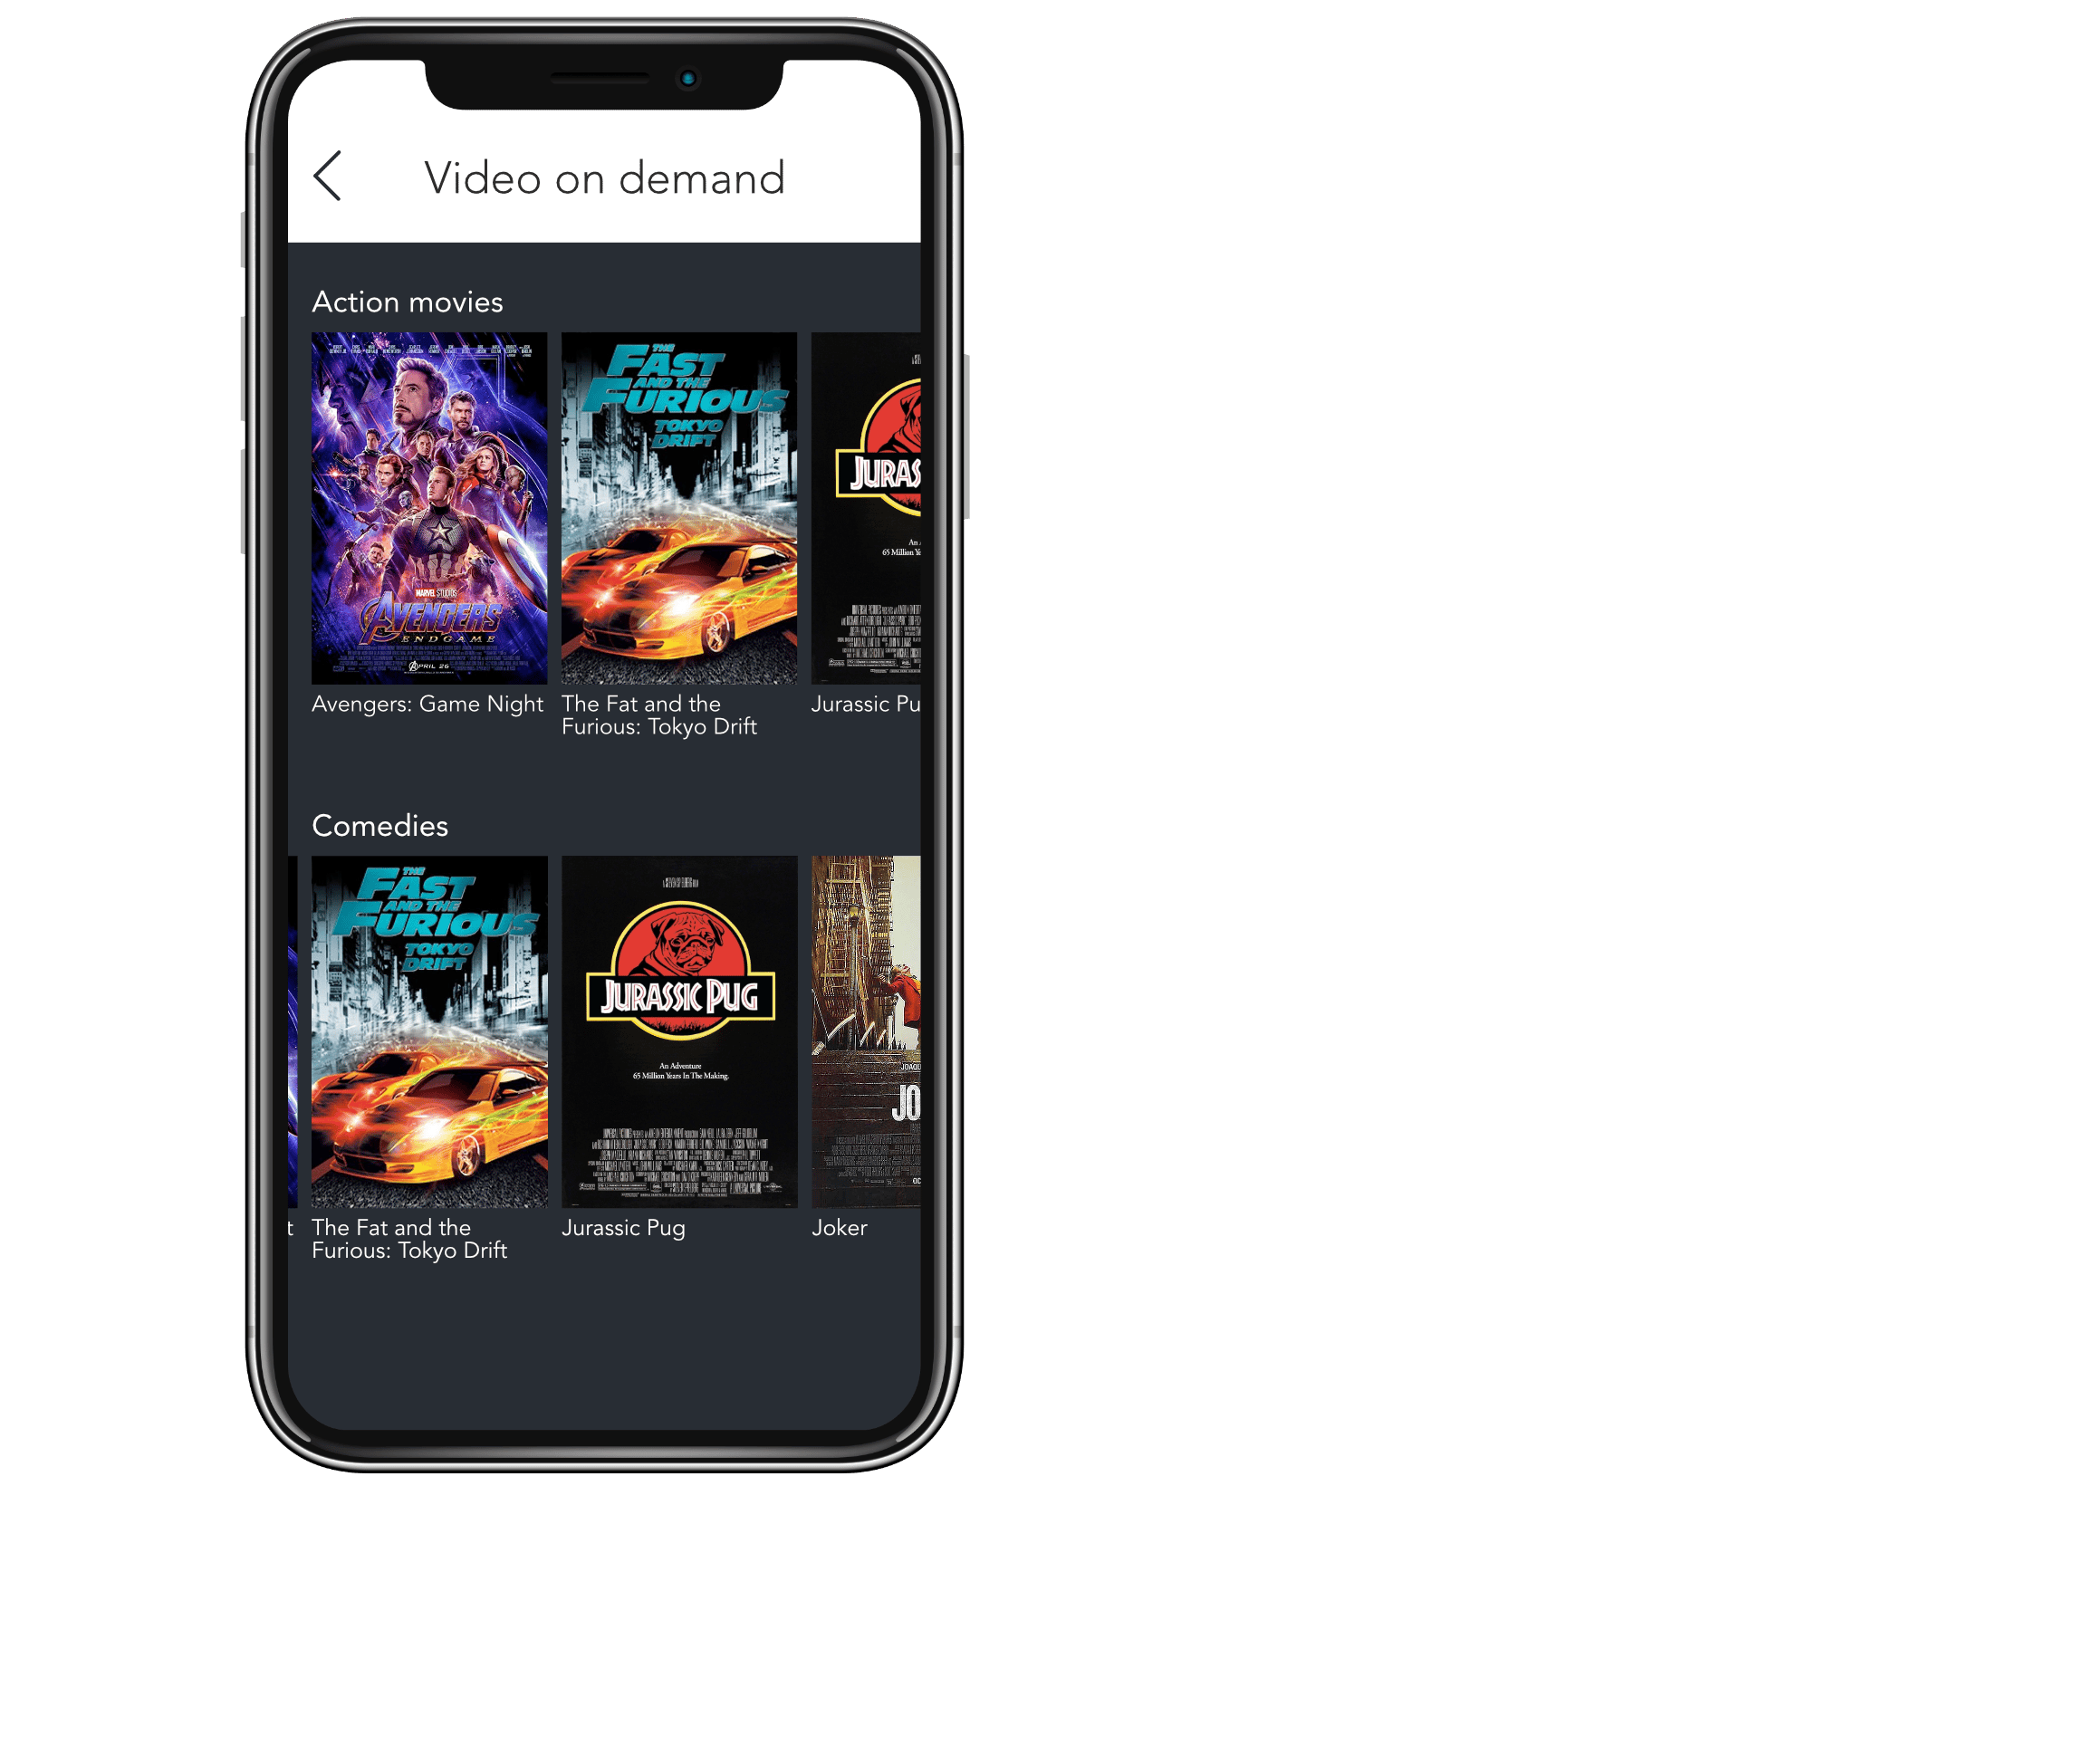 Video on demand
Action movies
THE
FAST
AND THE
FURIOUS
TOKYO
DRIFT
JURAS
An
65 Million Ye
MARVEL STUDIOS
AVENGERS
ENDGAME
APRIL 26
Avengers: Game Night
The Fat and the
Furious: Tokyo Drift
Jurassic Pu
Comedies
THE
FAST
AND THE
FURIOUS
TOKYO
DRIFT
JURASSIC PUG
An Adventure
65 Million Years In The Making.
JOAQU
JO
t
The Fat and the
Furious: Tokyo Drift
Jurassic Pug
Joker